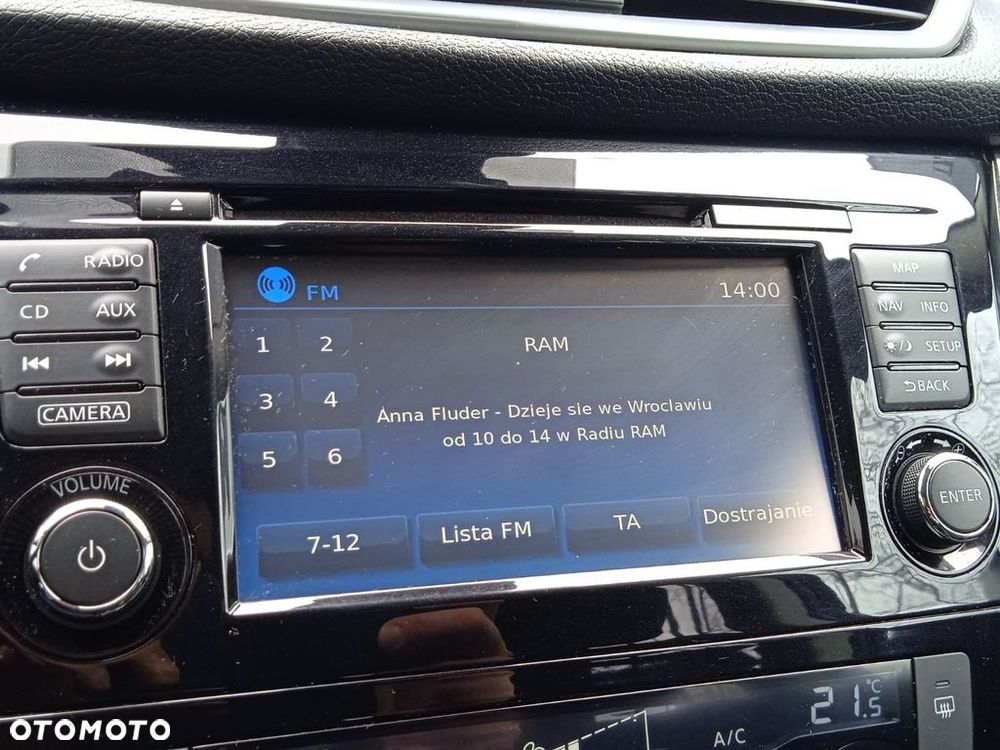 RADIO
CD AUX
CAMERA
VOLUME
FM 14:00
1 2 RAM
3 4
Anna Fluder - Dzieje sie we Wroclawiu
od 10 do 14 w Radiu RAM
5 6
7-12 Lista FM TA Dostrajanie
MAP
NAV INFO
SETUP
BACK
ENTER
21.5 °C
A/C
OTOMOTO